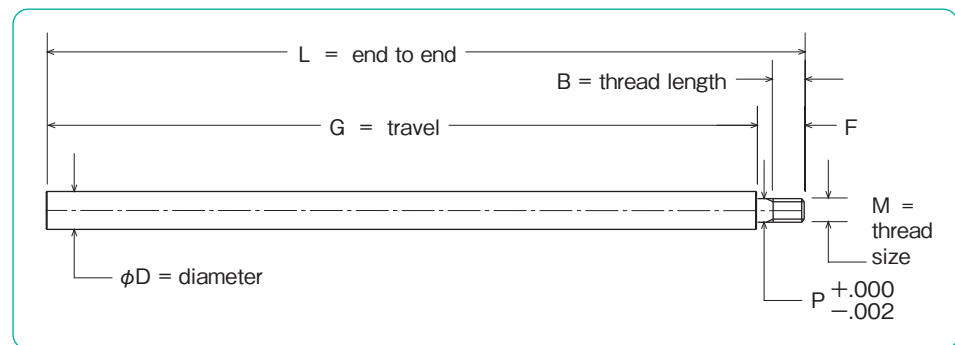 L = end to end
B = thread length
G = travel
F
M =
thread
size
φD = diameter
P +.000
−.002